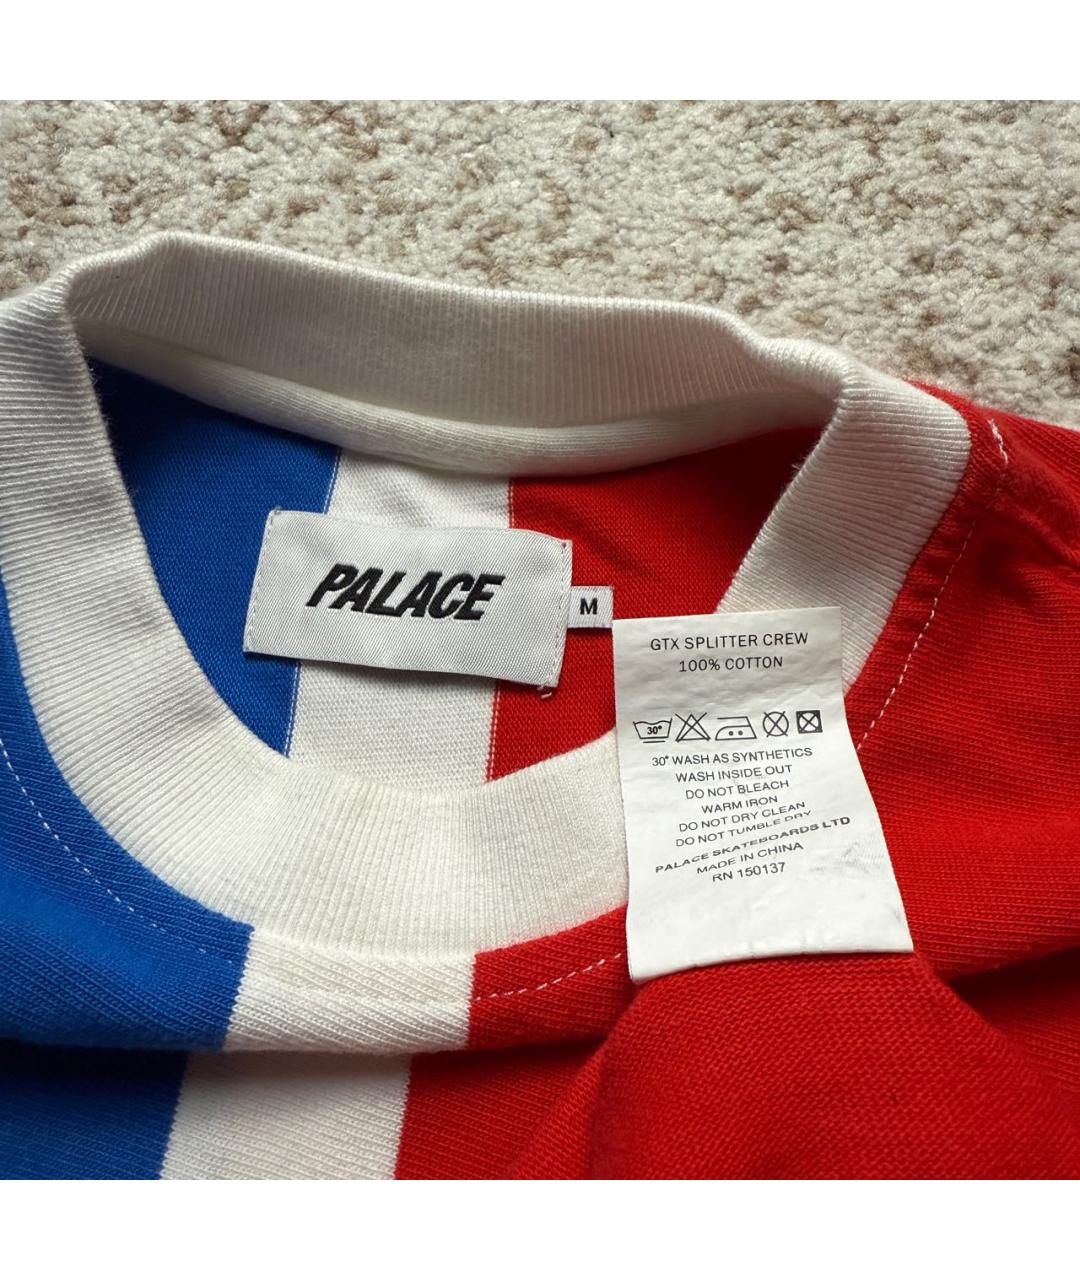 PALACE
M
GTX SPLITTER CREW
100% COTTON
30°
30° WASH AS SYNTHETICS
WASH INSIDE OUT
DO NOT BLEACH
WARM IRON
DO NOT DRY CLEAN
DO NOT TUMBLE DRY
PALACE SKATEBOARDS LTD
MADE IN CHINA
RN 150137